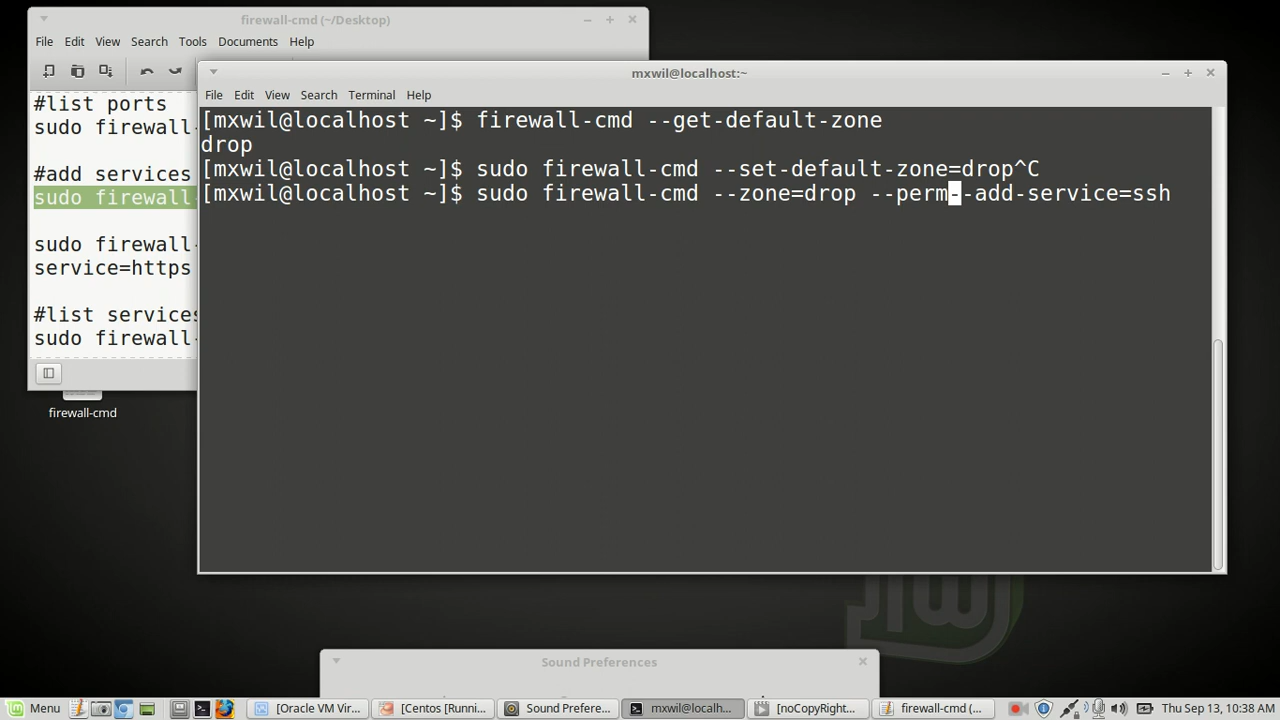 firewall-cmd (~/Desktop)
File Edit View Search Tools Documents Help
#list ports
sudo firewall-
#add services
sudo firewall-
sudo firewall-
service=https
#list services
sudo firewall-
firewall-cmd
mxwil@localhost:~
File Edit View Search Terminal Help
[mxwil@localhost ~]$ firewall-cmd --get-default-zone
drop
[mxwil@localhost ~]$ sudo firewall-cmd --set-default-zone=drop^C
[mxwil@localhost ~]$ sudo firewall-cmd --zone=drop --perm--add-service=ssh
Sound Preferences
Menu [Oracle VM Vir... [Centos [Runni... Sound Prefere... mxwil@localh... [noCopyRigh... firewall-cmd (... Thu Sep 13, 10:38 AM